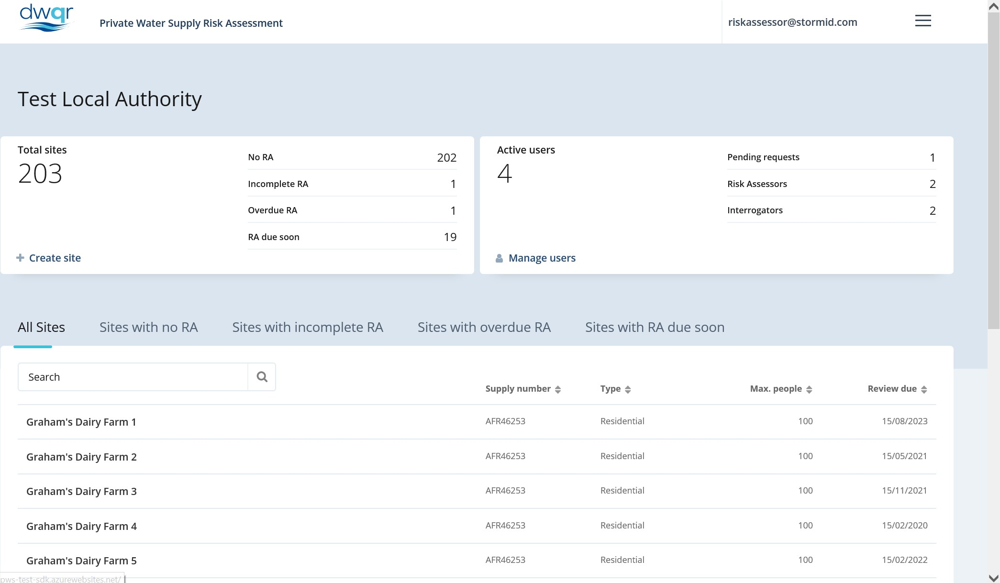 dwqr
Private Water Supply Risk Assessment
riskassessor@stormid.com
Test Local Authority
Total sites
203
No RA 202
Incomplete RA 1
Overdue RA 1
RA due soon 19
Create site
Active users
4
Pending requests 1
Risk Assessors 2
Interrogators 2
Manage users
All Sites Sites with no RA Sites with incomplete RA Sites with overdue RA Sites with RA due soon
Search
Supply number Type Max. people Review due
Graham's Dairy Farm 1 AFR46253 Residential 100 15/08/2023
Graham's Dairy Farm 2 AFR46253 Residential 100 15/05/2021
Graham's Dairy Farm 3 AFR46253 Residential 100 15/11/2021
Graham's Dairy Farm 4 AFR46253 Residential 100 15/02/2020
Graham's Dairy Farm 5 AFR46253 Residential 100 15/02/2022
pws-test-sdk.azurewebsites.net/